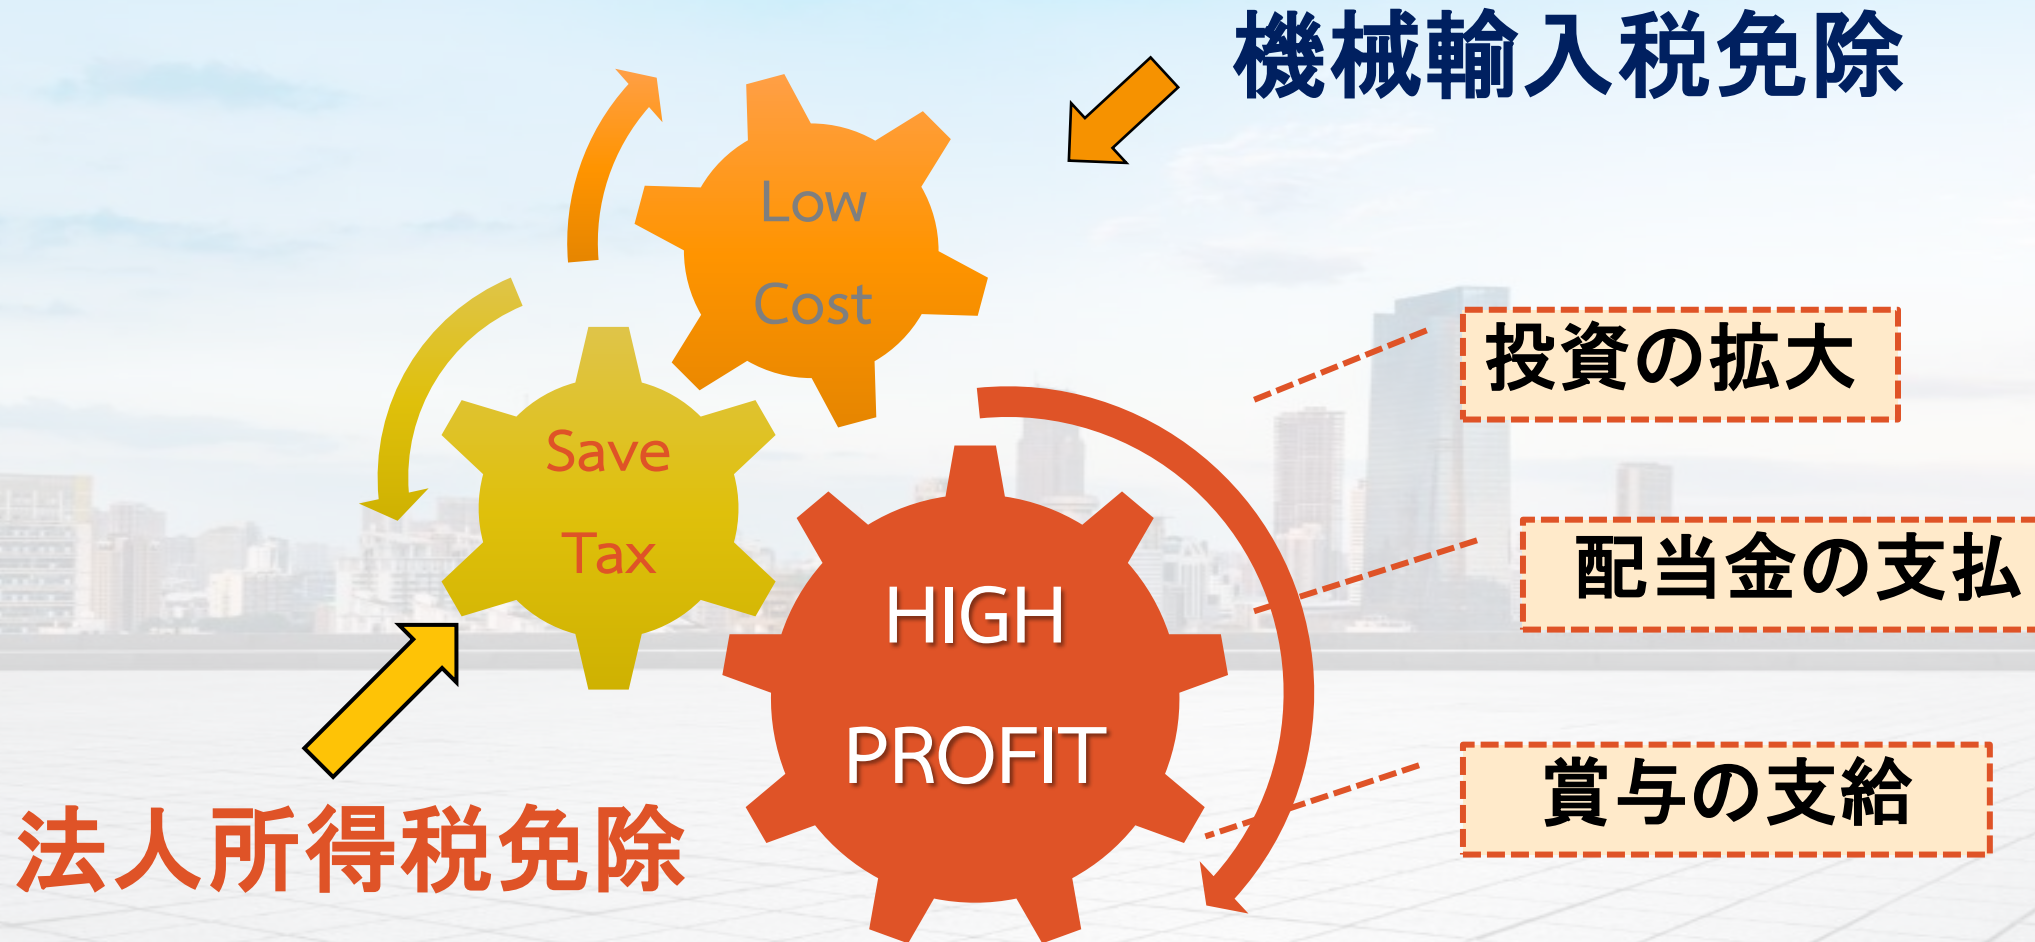 機械輸入税免除
Low
Cost
投資の拡大
Save
Tax
配当金の支払
HIGH
PROFIT
賞与の支給
法人所得税免除